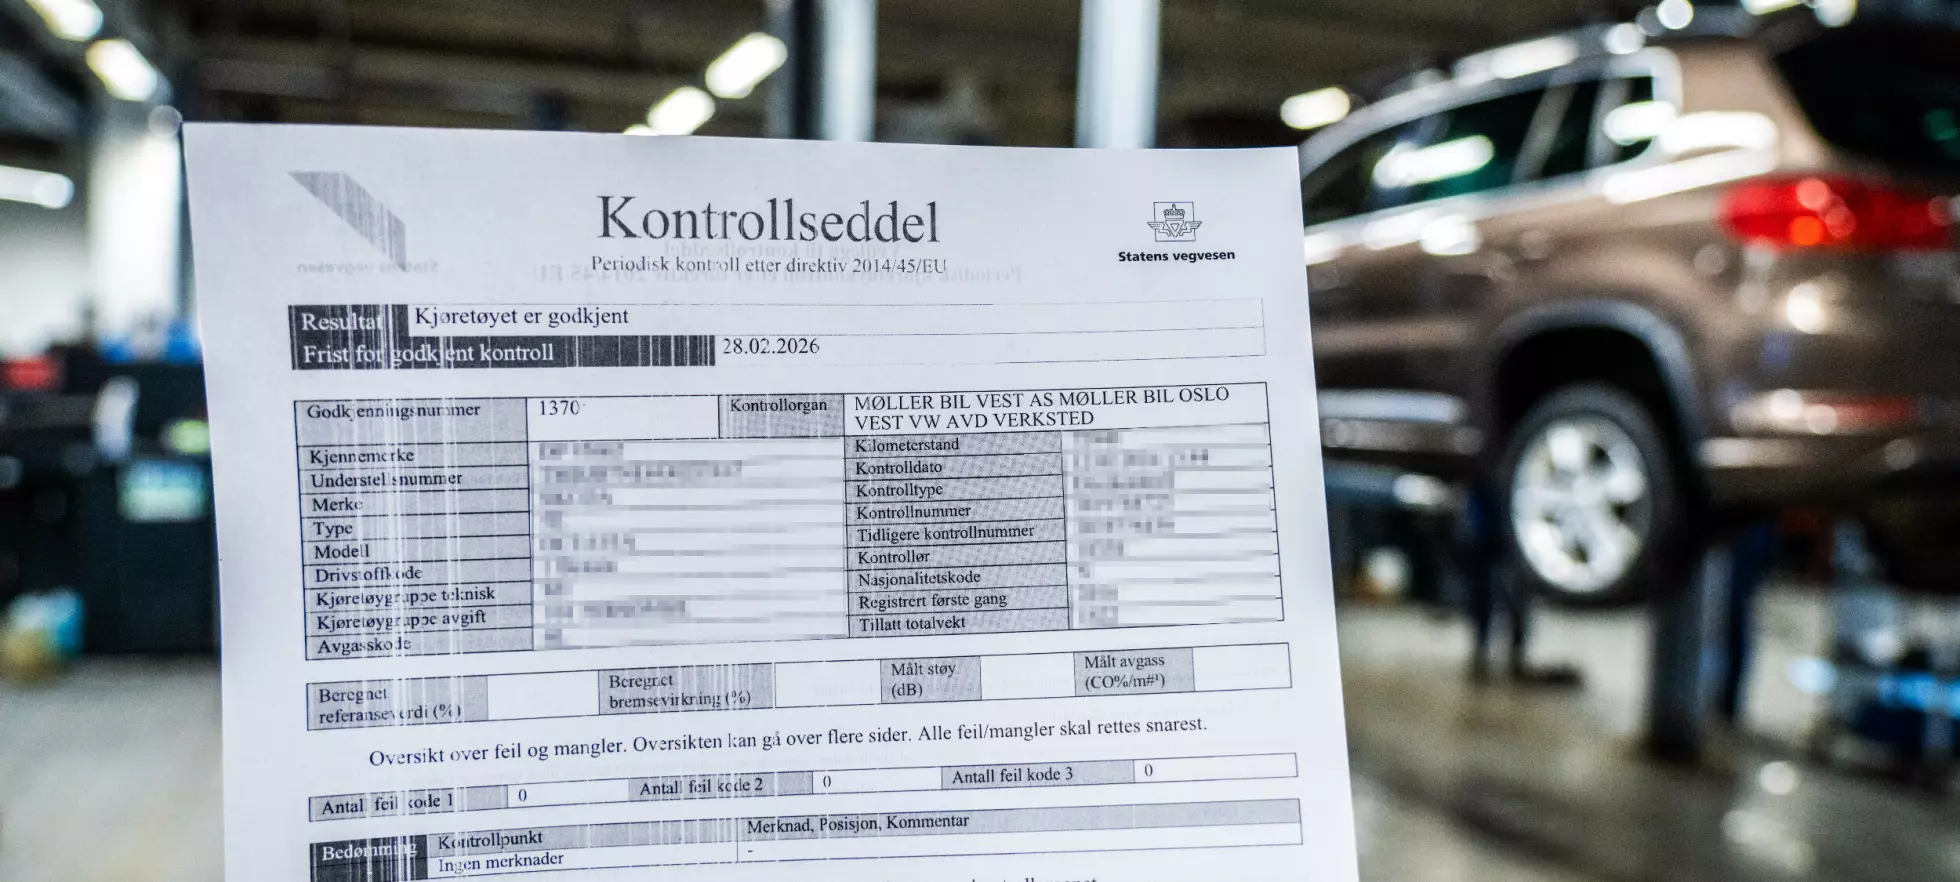 Kontrollseddel
Periodisk kontroll etter direktiv 2014/45/EU
Statens vegvesen
Resultat Kjøretøyet er godkjent
Frist for godkjent kontroll 28.02.2026
Godkjenningsnummer 1370 Kontrollorgan MØLLER BIL VEST AS MØLLER BIL OSLO
VEST VW AVD VERKSTED
Kjennemerke Kilometerstand
Understellsnummer Kontrolldato
Merke Kontrolltype
Type Kontrollnummer
Modell Tidligere kontrollnummer
Drivstoffkode Kontrollør
Kjøretøygruppe teknisk Nasjonalitetskode
Kjøretøygruppe avgift Registrert første gang
Avgasskode Tillatt totalvekt
Beregnet Beregnet Målt støy Målt avgass
referanseverdi (%) bremsevirkning (%) (dB) (CO%/m#¹)
Oversikt over feil og mangler. Oversikten kan gå over flere sider. Alle feil/mangler skal rettes snarest.
Antall feil kode 1 0 Antall feil kode 2 0 Antall feil kode 3 0
Bedømming Kontrollpunkt Merknad, Posisjon, Kommentar
Ingen merknader -